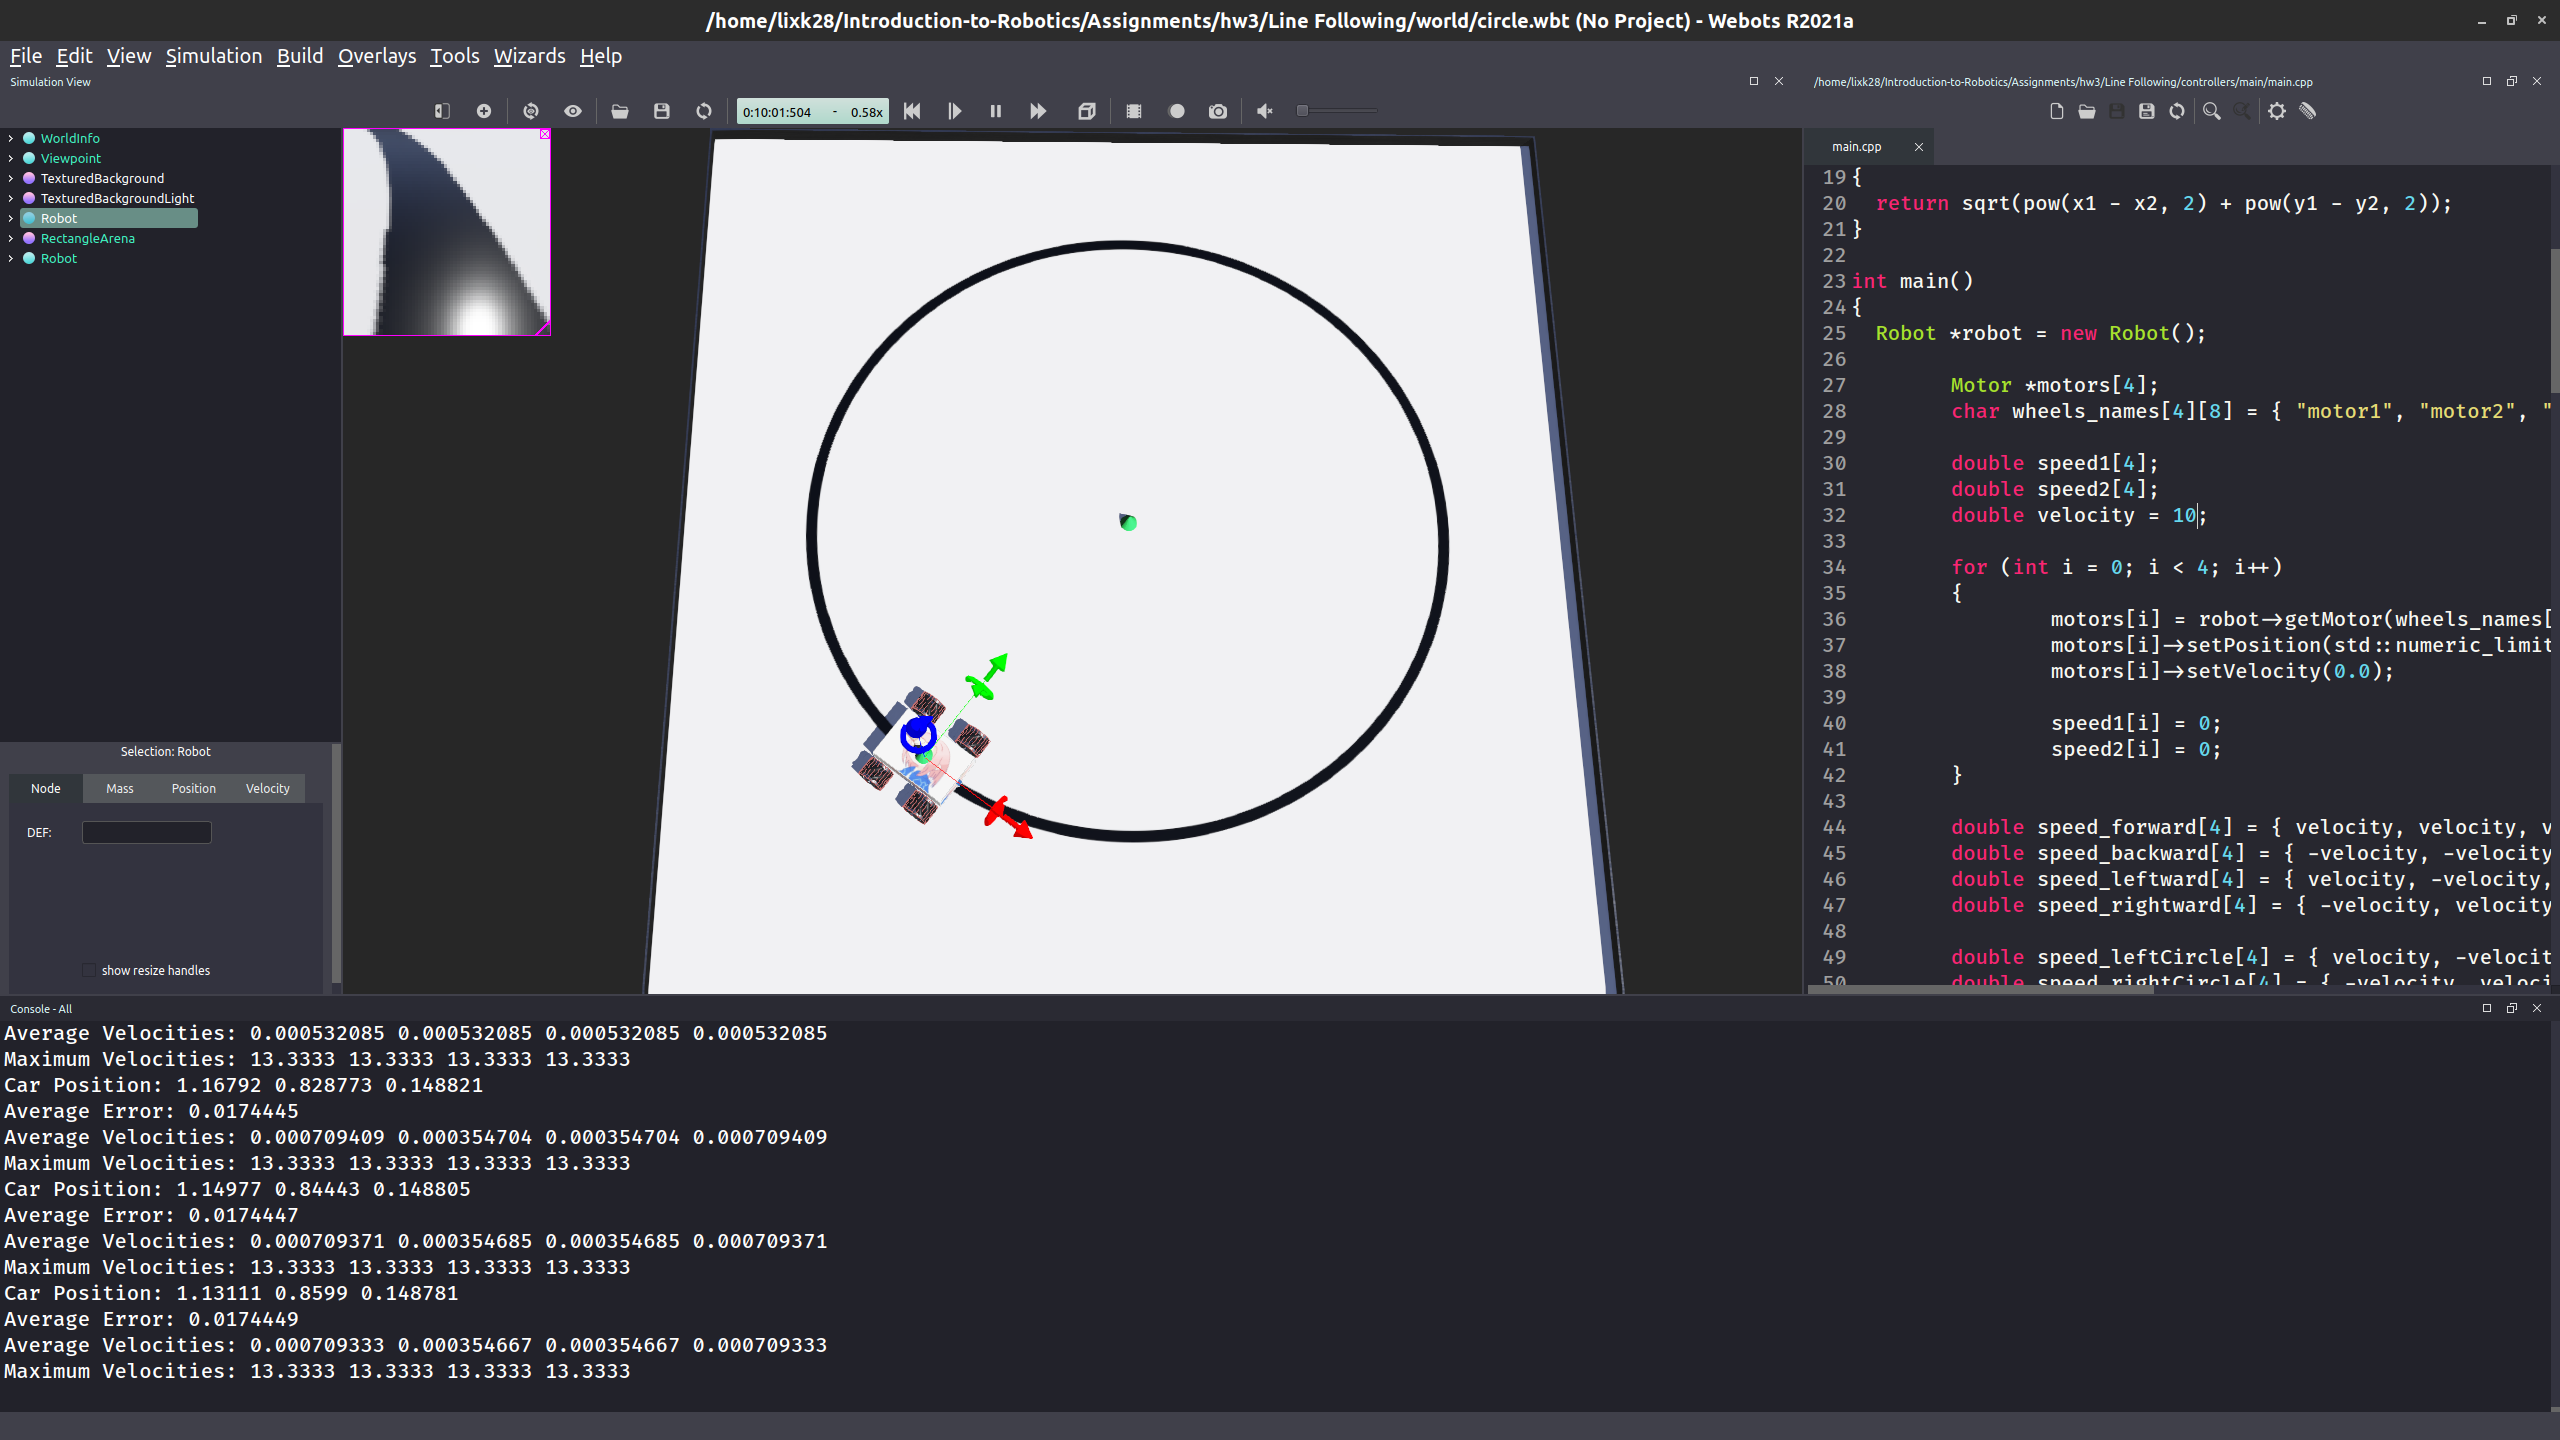 /home/lixk28/Introduction-to-Robotics/Assignments/hw3/Line Following/world/circle.wbt (No Project) - Webots R2021a
File Edit View Simulation Build Overlays Tools Wizards Help
Simulation View
0:10:01:504 - 0.58x
WorldInfo
Viewpoint
TexturedBackground
TexturedBackgroundLight
Robot
RectangleArena
Robot
Selection: Robot
Node Mass Position Velocity
DEF:
show resize handles
/home/lixk28/Introduction-to-Robotics/Assignments/hw3/Line Following/controllers/main/main.cpp
main.cpp
19 {
20 return sqrt(pow(x1 - x2, 2) + pow(y1 - y2, 2));
21 }
22
23 int main()
24 {
25 Robot *robot = new Robot();
26
27 Motor *motors[4];
28 char wheels_names[4][8] = { "motor1", "motor2", "
29
30 double speed1[4];
31 double speed2[4];
32 double velocity = 10;
33
34 for (int i = 0; i < 4; i++)
35 {
36 motors[i] = robot->getMotor(wheels_names[
37 motors[i]->setPosition(std::numeric_limit
38 motors[i]->setVelocity(0.0);
39
40 speed1[i] = 0;
41 speed2[i] = 0;
42 }
43
44 double speed_forward[4] = { velocity, velocity, v
45 double speed_backward[4] = { -velocity, -velocity
46 double speed_leftward[4] = { velocity, -velocity,
47 double speed_rightward[4] = { -velocity, velocity
48
49 double speed_leftCircle[4] = { velocity, -velocit
50 double speed_rightCircle[4] = { -velocity, veloci
Console - All
Average Velocities: 0.000532085 0.000532085 0.000532085 0.000532085
Maximum Velocities: 13.3333 13.3333 13.3333 13.3333
Car Position: 1.16792 0.828773 0.148821
Average Error: 0.0174445
Average Velocities: 0.000709409 0.000354704 0.000354704 0.000709409
Maximum Velocities: 13.3333 13.3333 13.3333 13.3333
Car Position: 1.14977 0.84443 0.148805
Average Error: 0.0174447
Average Velocities: 0.000709371 0.000354685 0.000354685 0.000709371
Maximum Velocities: 13.3333 13.3333 13.3333 13.3333
Car Position: 1.13111 0.8599 0.148781
Average Error: 0.0174449
Average Velocities: 0.000709333 0.000354667 0.000354667 0.000709333
Maximum Velocities: 13.3333 13.3333 13.3333 13.3333